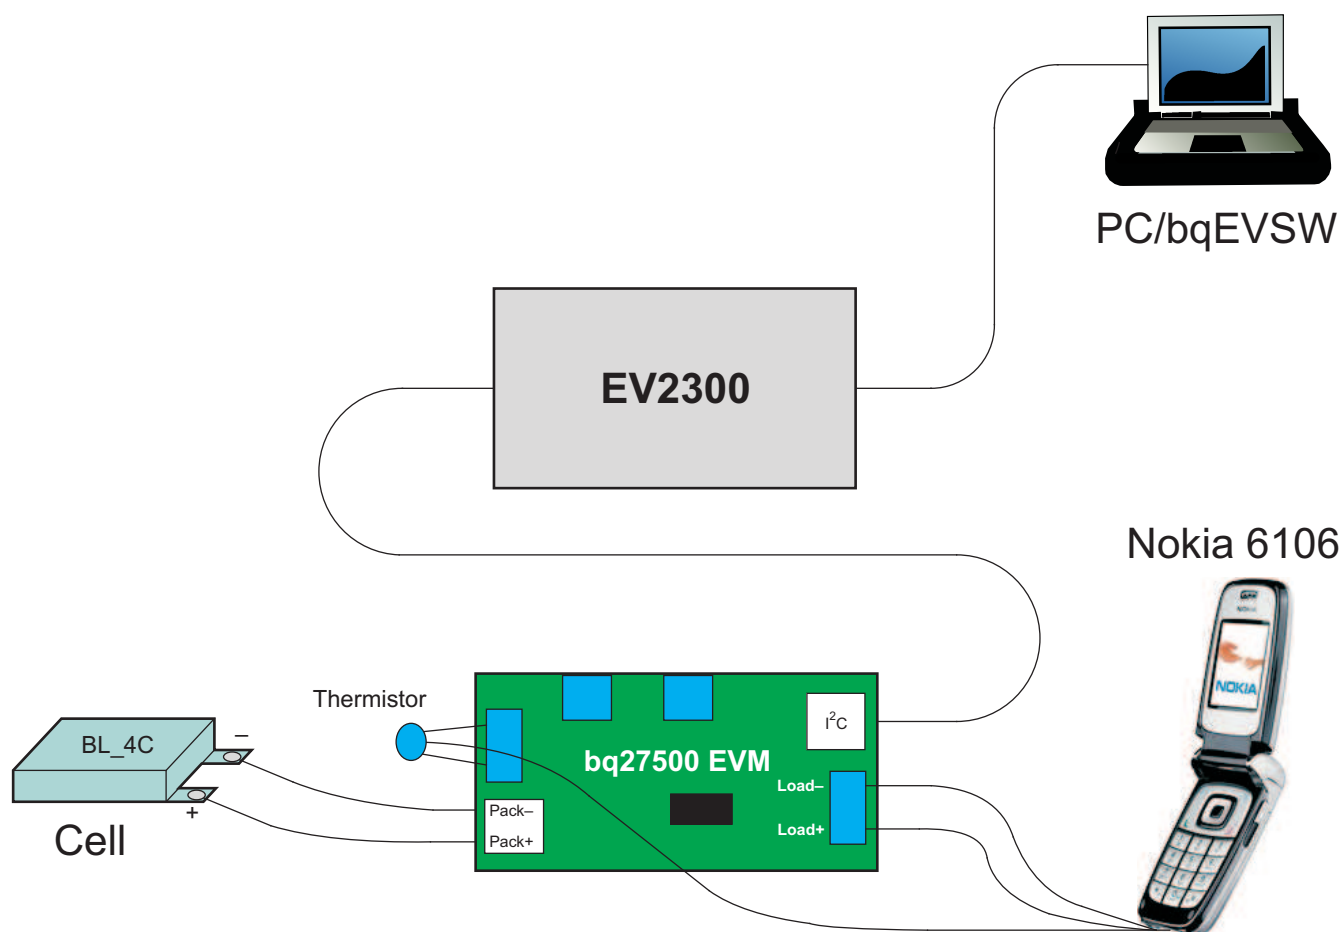 PC/bqEVSW
EV2300
Nokia 6106
NOKIA
Thermistor
I²C
BL_4C
–
+
Cell
bq27500 EVM
Load–
Load+
Pack–
Pack+